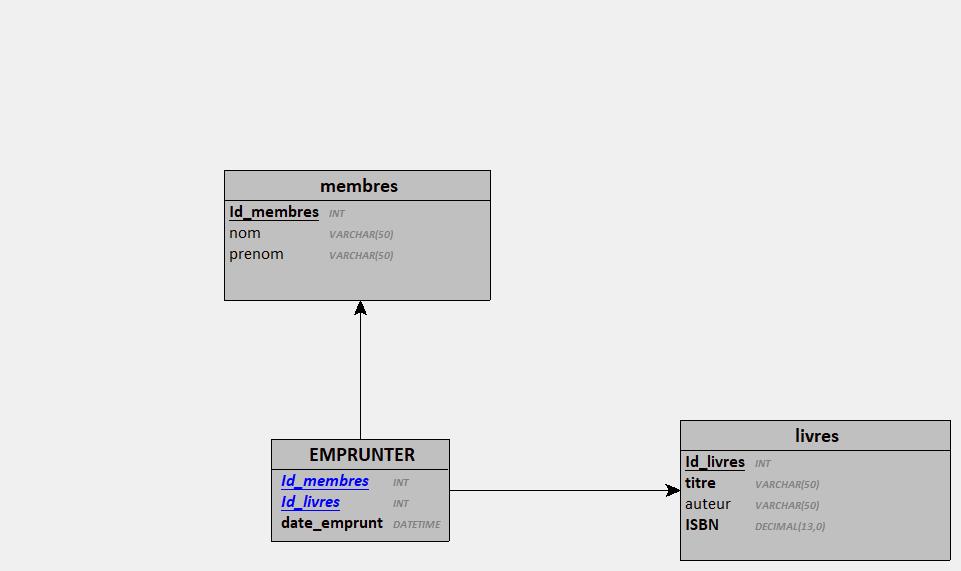 membres
Id_membres INT
nom VARCHAR(50)
prenom VARCHAR(50)
EMPRUNTER
Id_membres INT
Id_livres INT
date_emprunt DATETIME
livres
Id_livres INT
titre VARCHAR(50)
auteur VARCHAR(50)
ISBN DECIMAL(13,0)